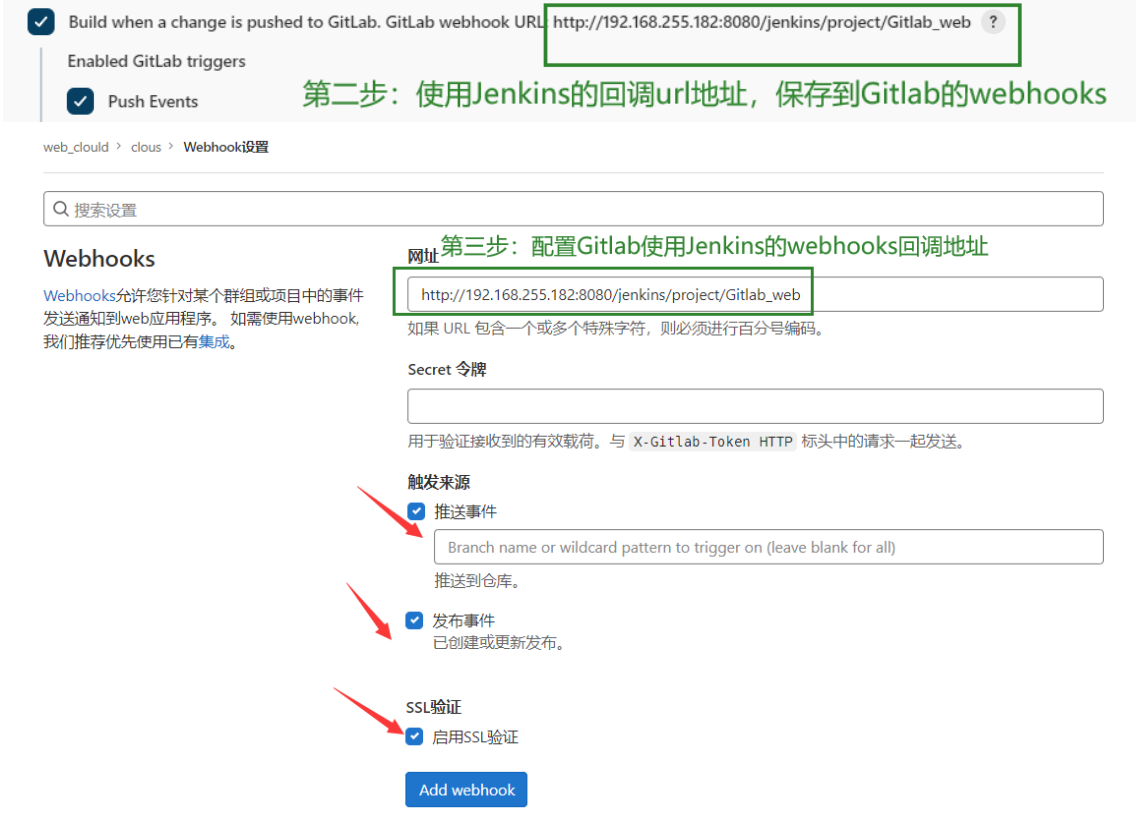 Build when a change is pushed to GitLab. GitLab webhook URL: http://192.168.255.182:8080/jenkins/project/Gitlab_web ?
Enabled GitLab triggers
Push Events
第二步：使用Jenkins的回调url地址，保存到Gitlab的webhooks
web_clould > clous > Webhook设置
搜索设置
Webhooks
Webhooks允许您针对某个群组或项目中的事件
发送通知到web应用程序。 如需使用webhook,
我们推荐优先使用已有集成。
网址
第三步：配置Gitlab使用Jenkins的webhooks回调地址
http://192.168.255.182:8080/jenkins/project/Gitlab_web
如果 URL 包含一个或多个特殊字符，则必须进行百分号编码。
Secret 令牌
用于验证接收到的有效载荷。与 X-Gitlab-Token HTTP 标头中的请求一起发送。
触发来源
推送事件
Branch name or wildcard pattern to trigger on (leave blank for all)
推送到仓库。
发布事件
已创建或更新发布。
SSL验证
启用SSL验证
Add webhook